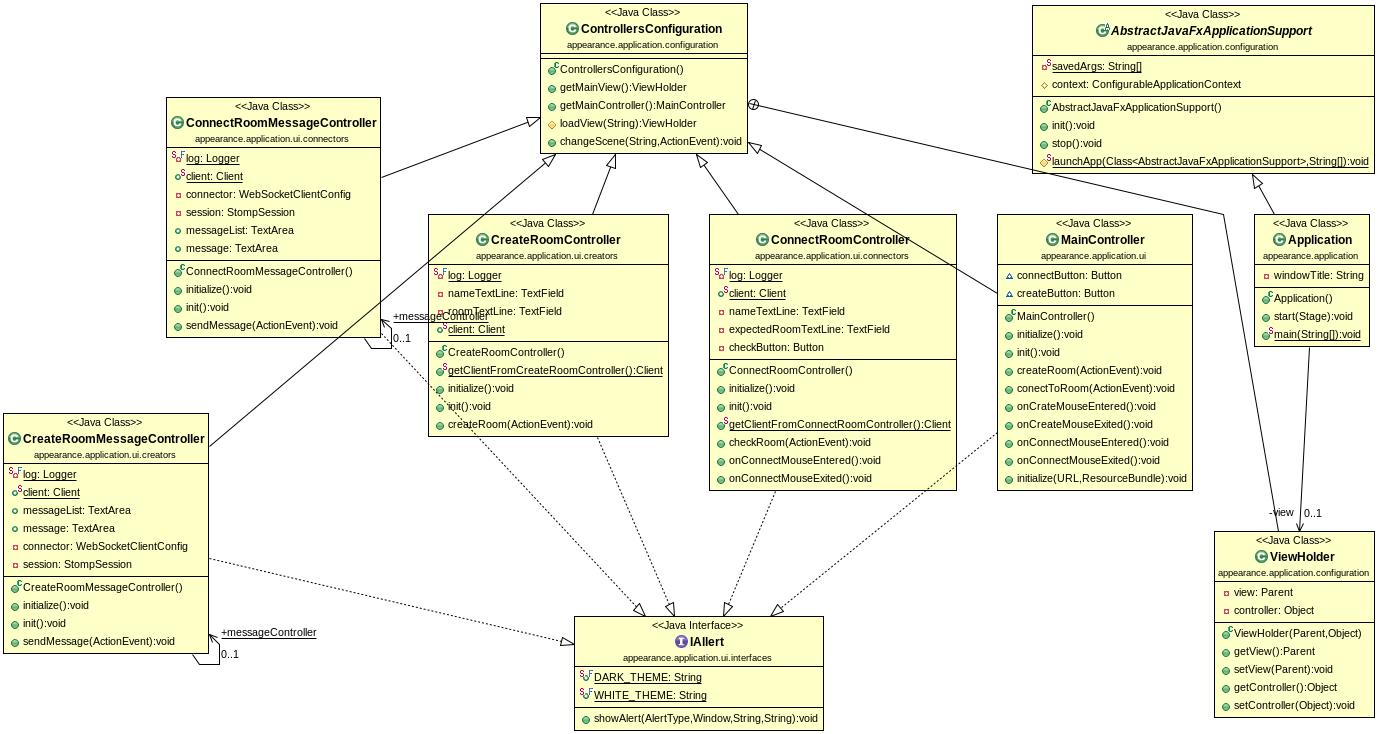 <<Java Class>>
ControllersConfiguration
appearance.application.configuration
ControllersConfiguration()
getMainView():ViewHolder
getMainController():MainController
loadView(String):ViewHolder
changeScene(String,ActionEvent):void
<<Java Class>>
AbstractJavaFxApplicationSupport
appearance.application.configuration
savedArgs: String[]
context: ConfigurableApplicationContext
AbstractJavaFxApplicationSupport()
init():void
stop():void
launchApp(Class<AbstractJavaFxApplicationSupport>,String[]):void
<<Java Class>>
ConnectRoomMessageController
appearance.application.ui.connectors
log: Logger
client: Client
connector: WebSocketClientConfig
session: StompSession
messageList: TextArea
message: TextArea
ConnectRoomMessageController()
initialize():void
init():void
sendMessage(ActionEvent):void
+messageController
0..1
<<Java Class>>
CreateRoomController
appearance.application.ui.creators
log: Logger
nameTextLine: TextField
roomTextLine: TextField
client: Client
CreateRoomController()
getClientFromCreateRoomController():Client
initialize():void
init():void
createRoom(ActionEvent):void
<<Java Class>>
ConnectRoomController
appearance.application.ui.connectors
log: Logger
client: Client
nameTextLine: TextField
expectedRoomTextLine: TextField
checkButton: Button
ConnectRoomController()
initialize():void
init():void
getClientFromConnectRoomController():Client
checkRoom(ActionEvent):void
onConnectMouseEntered():void
onConnectMouseExited():void
<<Java Class>>
MainController
appearance.application.ui
connectButton: Button
createButton: Button
MainController()
initialize():void
init():void
createRoom(ActionEvent):void
conectToRoom(ActionEvent):void
onCrateMouseEntered():void
onCreateMouseExited():void
onConnectMouseEntered():void
onConnectMouseExited():void
initialize(URL,ResourceBundle):void
<<Java Class>>
Application
appearance.application
windowTitle: String
Application()
start(Stage):void
main(String[]):void
-view
0..1
<<Java Class>>
CreateRoomMessageController
appearance.application.ui.creators
log: Logger
client: Client
messageList: TextArea
message: TextArea
connector: WebSocketClientConfig
session: StompSession
CreateRoomMessageController()
initialize():void
init():void
sendMessage(ActionEvent):void
+messageController
0..1
<<Java Interface>>
IAllert
appearance.application.ui.interfaces
DARK_THEME: String
WHITE_THEME: String
showAlert(AlertType,Window,String,String):void
<<Java Class>>
ViewHolder
appearance.application.configuration
view: Parent
controller: Object
ViewHolder(Parent,Object)
getView():Parent
setView(Parent):void
getController():Object
setController(Object):void